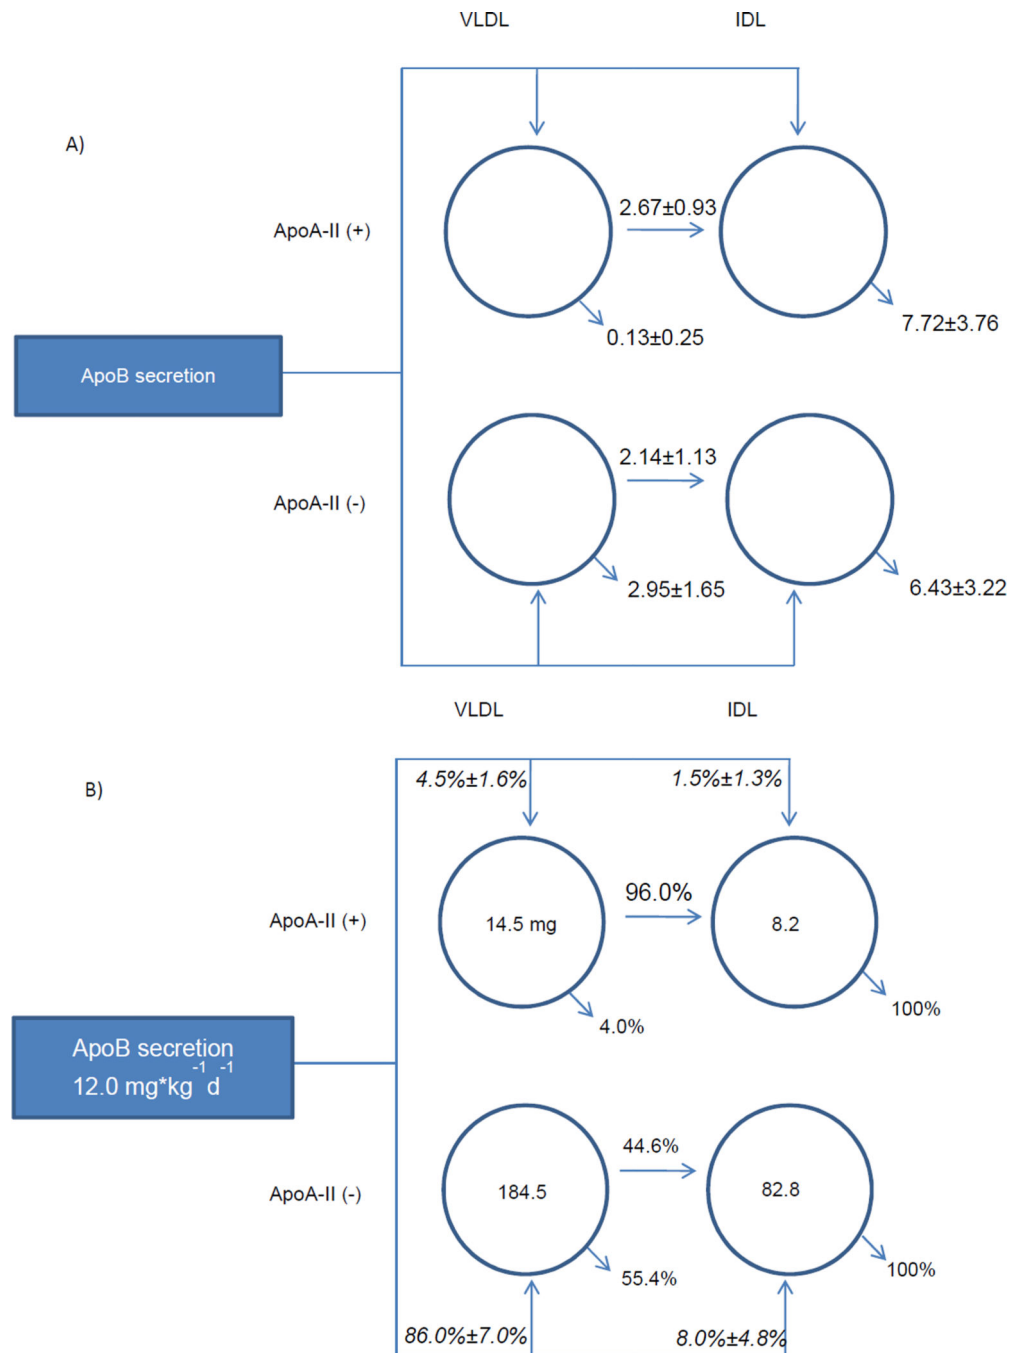 VLDL IDL
A)
2.67±0.93
ApoA-II (+)
7.72±3.76
0.13±0.25
ApoB secretion
2.14±1.13
ApoA-II (-)
2.95±1.65
6.43±3.22
VLDL IDL
4.5%±1.6% 1.5%±1.3%
B)
96.0%
ApoA-II (+)
14.5 mg
8.2
4.0%
100%
ApoB secretion
12.0 mg*kg-1d-1
44.6%
ApoA-II (-)
184.5
82.8
55.4%
100%
86.0%±7.0% 8.0%±4.8%